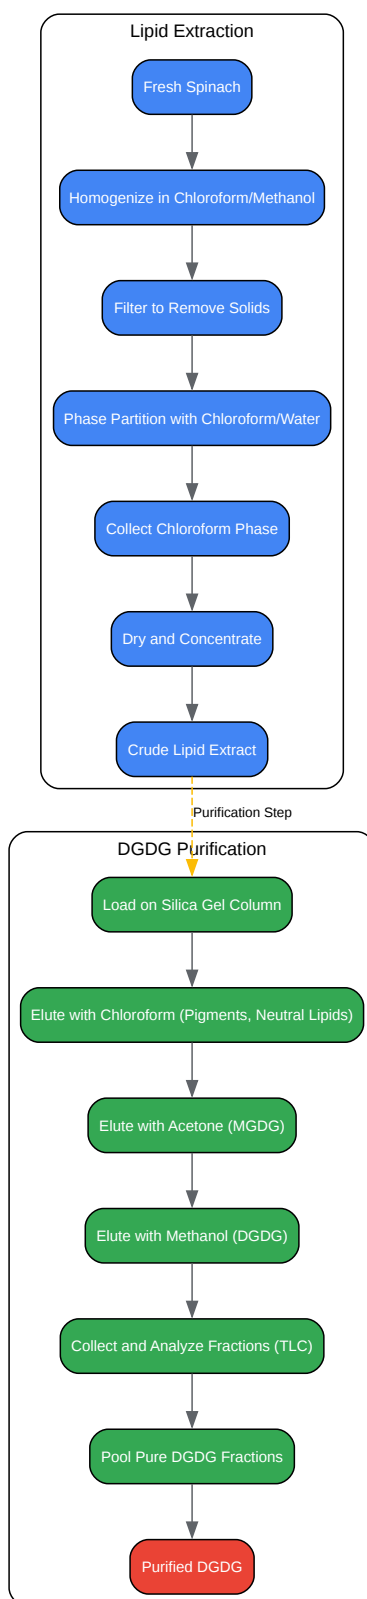 Lipid Extraction
Fresh Spinach
Homogenize in Chloroform/Methanol
Filter to Remove Solids
Phase Partition with Chloroform/Water
Collect Chloroform Phase
Dry and Concentrate
Crude Lipid Extract
Purification Step
DGDG Purification
Load on Silica Gel Column
Elute with Chloroform (Pigments, Neutral Lipids)
Elute with Acetone (MGDG)
Elute with Methanol (DGDG)
Collect and Analyze Fractions (TLC)
Pool Pure DGDG Fractions
Purified DGDG